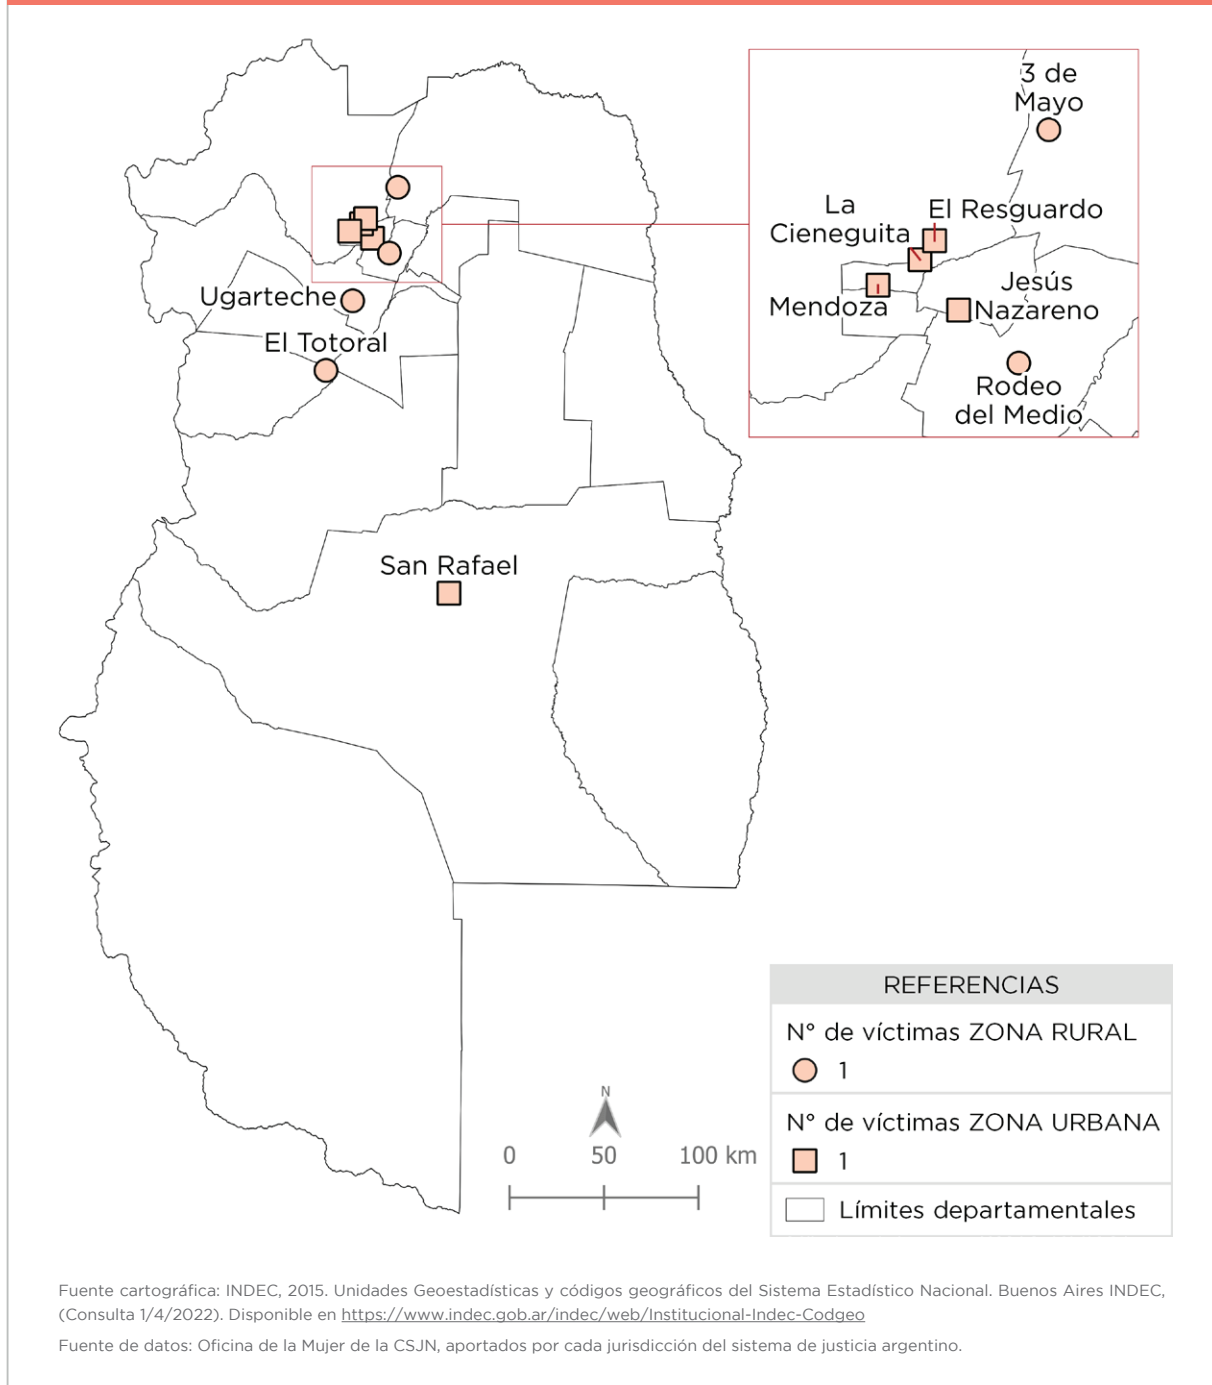 3 de
Mayo
La
Cieneguita
El Resguardo
Mendoza
Jesús
Nazareno
Rodeo
del Medio
Ugarteche
El Totoral
San Rafael
REFERENCIAS
N° de víctimas ZONA RURAL
1
N° de víctimas ZONA URBANA
1
Límites departamentales
N
0 50 100 km
Fuente cartográfica: INDEC, 2015. Unidades Geoestadísticas y códigos geográficos del Sistema Estadístico Nacional. Buenos Aires INDEC,
(Consulta 1/4/2022). Disponible en https://www.indec.gob.ar/indec/web/Institucional-Indec-Codgeo
Fuente de datos: Oficina de la Mujer de la CSJN, aportados por cada jurisdicción del sistema de justicia argentino.